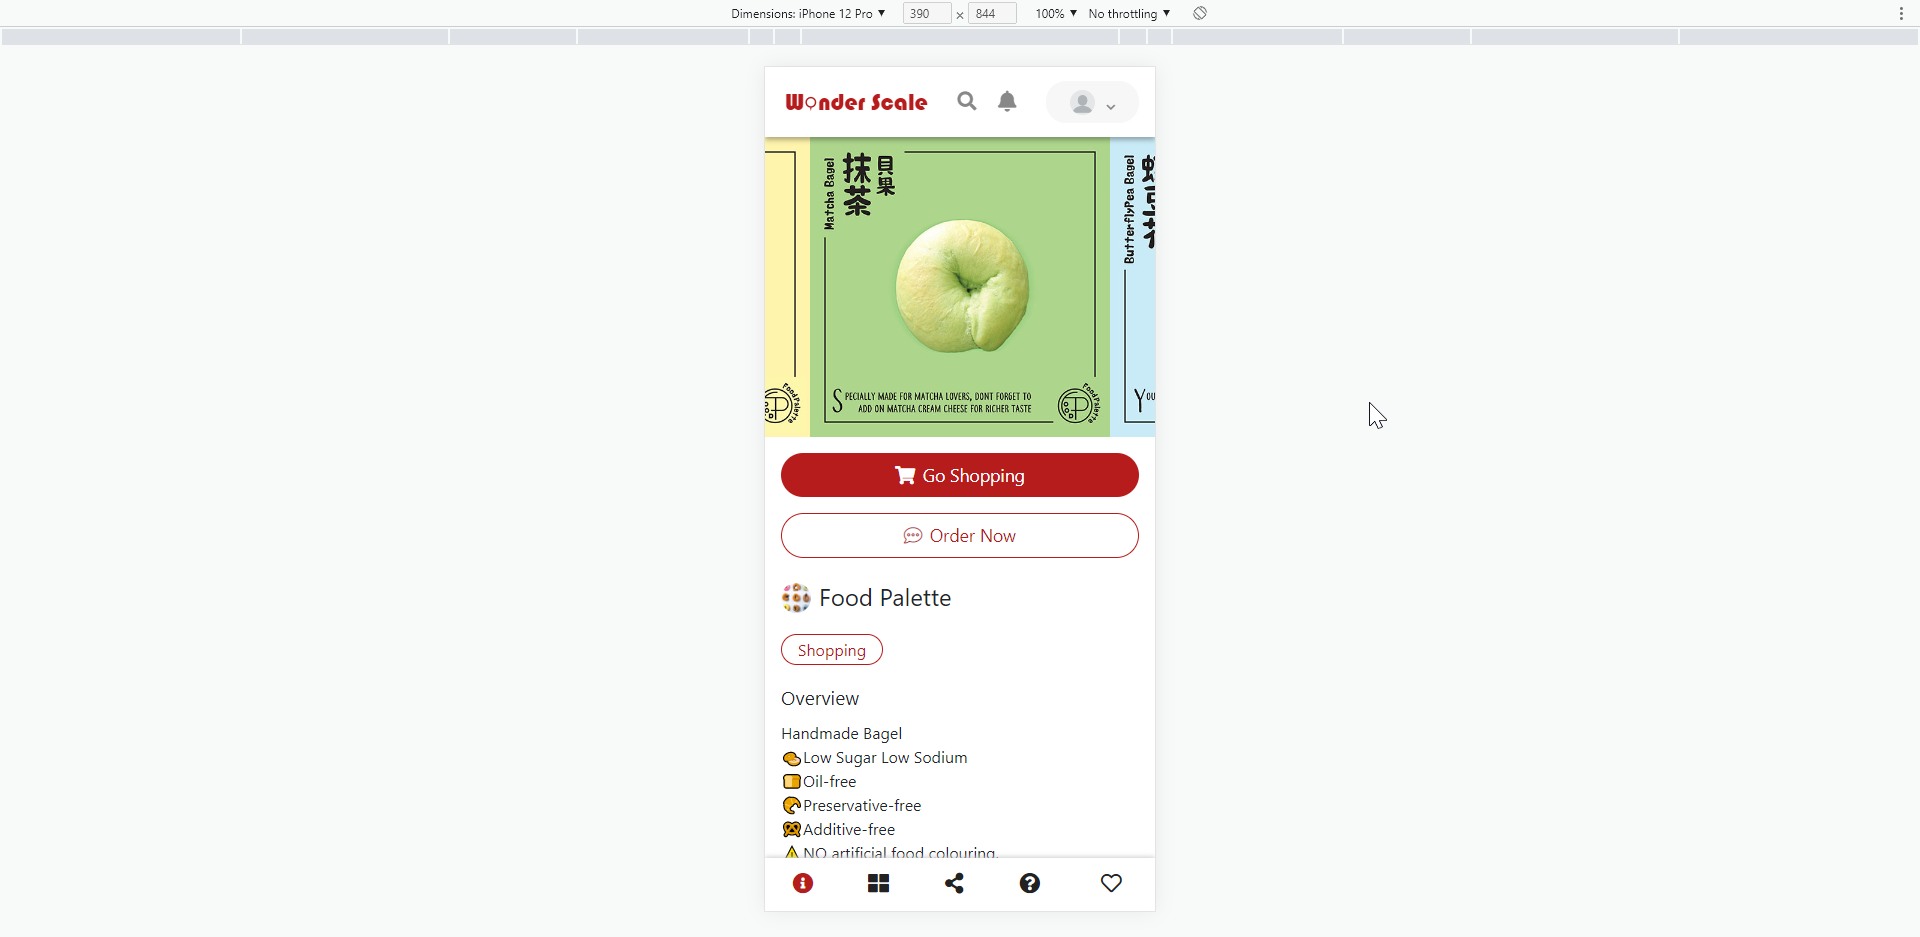 Dimensions: iPhone 12 Pro ▼ 390 × 844 100% ▼ No throttling ▼
Wonder Scale
Matcha Bagel
抹茶
貝果
ButterflyPea Bagel
SPECIALLY MADE FOR MATCHA LOVERS, DONT FORGET TO
ADD ON MATCHA CREAM CHEESE FOR RICHER TASTE
FoodPalette
YOU
Go Shopping
Order Now
Food Palette
Shopping
Overview
Handmade Bagel
Low Sugar Low Sodium
Oil-free
Preservative-free
Additive-free
NO artificial food colouring.